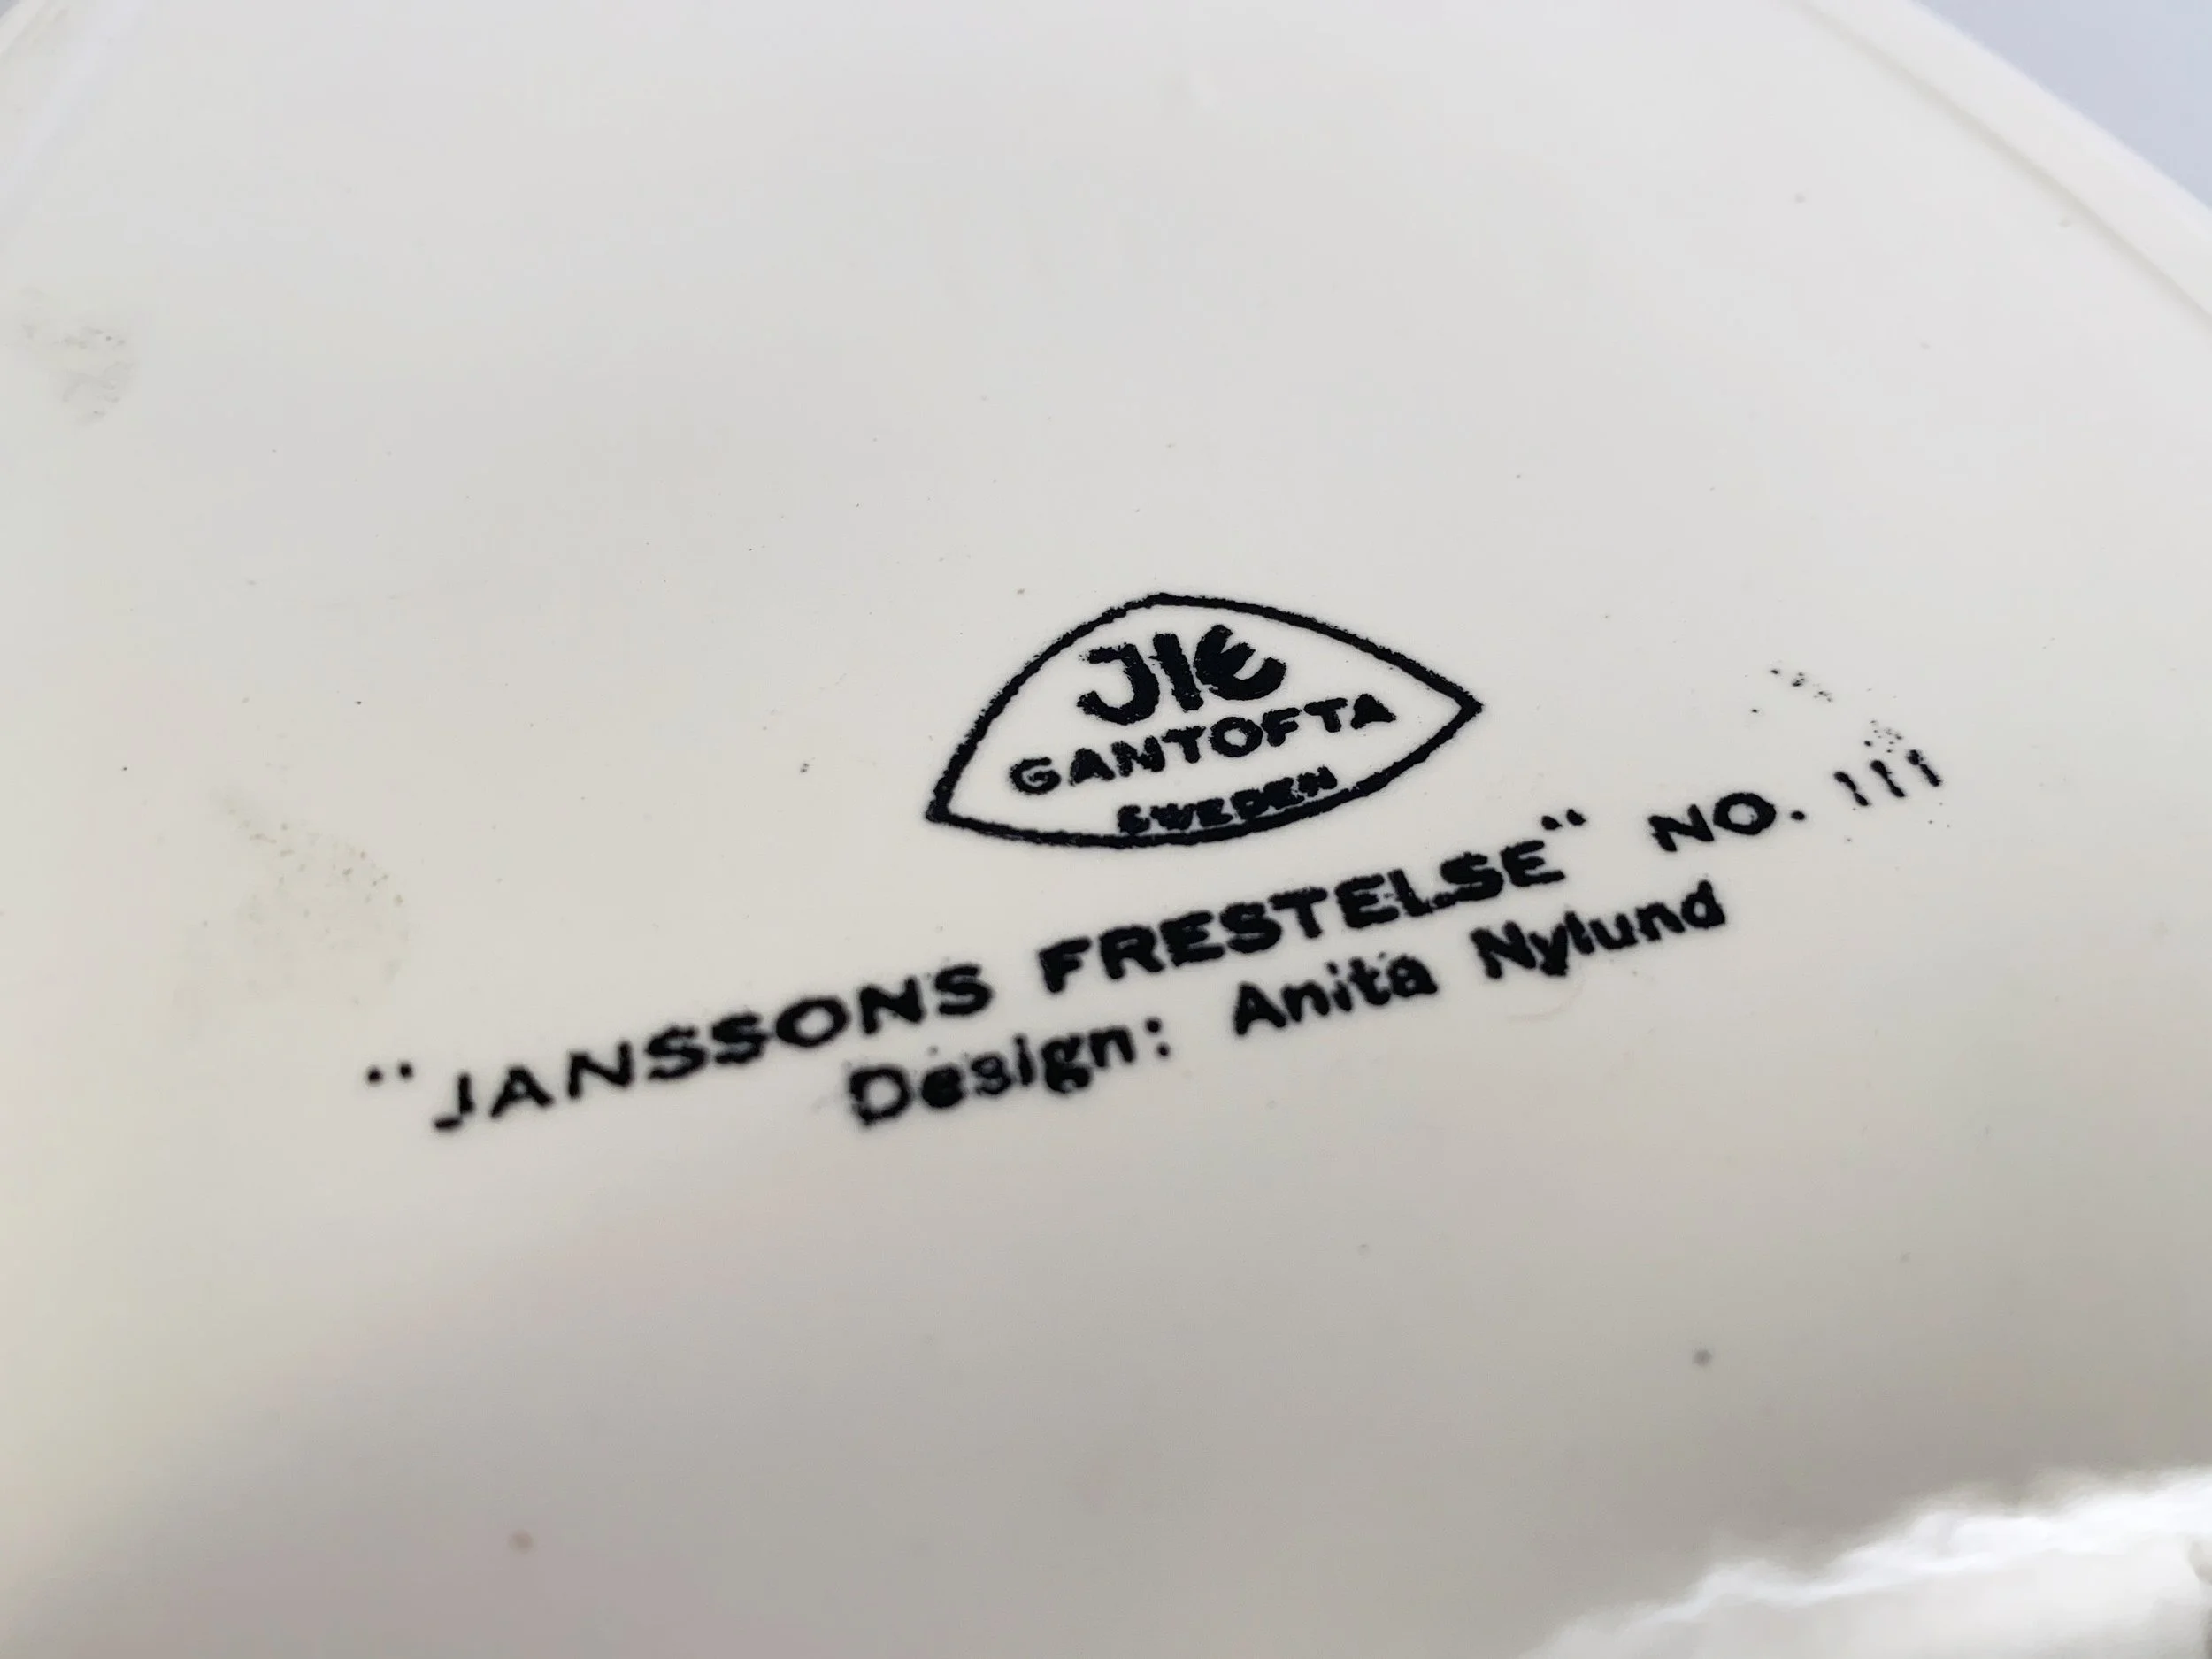 JIE
GANTOFTA
SWEDEN
"JANSSONS FRESTELSE" NO. 111
Design: Anita Nylund